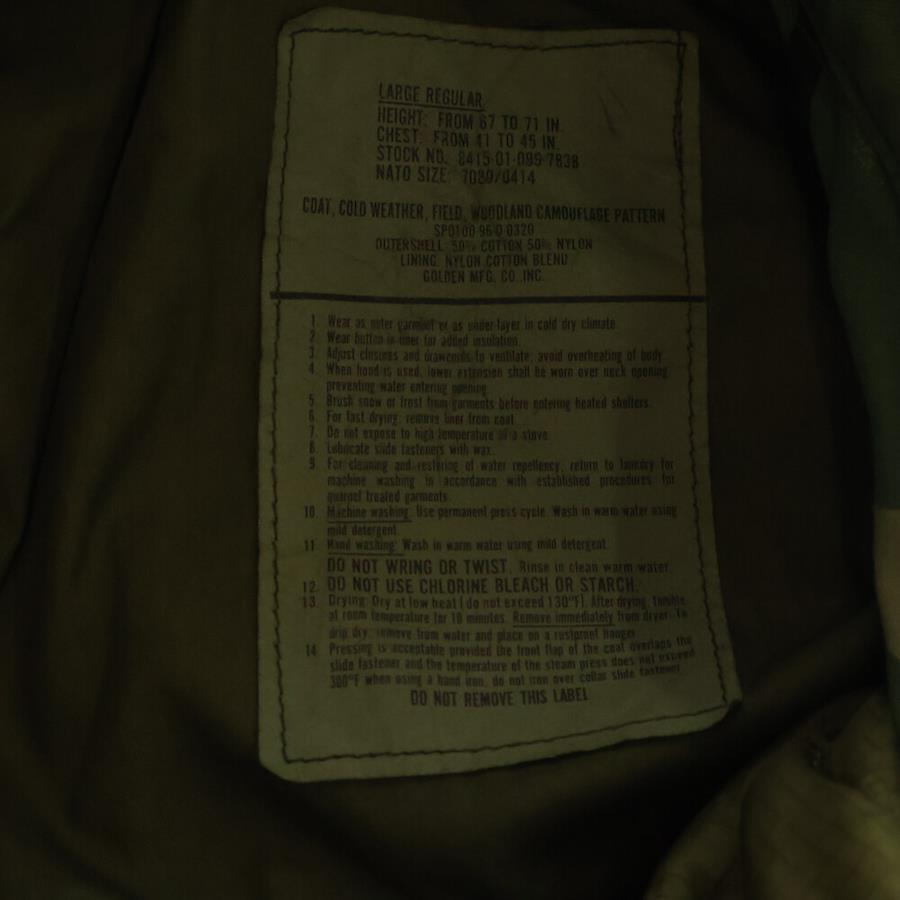 LARGE REGULAR
HEIGHT: FROM 67 TO 71 IN.
CHEST: FROM 41 TO 45 IN.
STOCK NO. 8415-01-099-7838
NATO SIZE: 7080/0414
COAT, COLD WEATHER, FIELD, WOODLAND CAMOUFLAGE PATTERN
SPO100-96-D-0320
OUTERSHELL: 50% COTTON 50% NYLON
LINING: NYLON COTTON BLEND
GOLDEN MFG. CO., INC.
1. Wear as outer garment or as under-layer in cold dry climate.
2. Wear button-in liner for added insulation.
3. Adjust closures and drawcords to ventilate; avoid overheating of body.
4. When hood is used, lower extension shall be worn over neck opening,
preventing water entering opening.
5. Brush snow or frost from garments before entering heated shelters.
6. For fast drying, remove liner from coat.
7. Do not expose to high temperature of a stove.
8. Lubricate slide fasteners with wax.
9. For cleaning and restoring of water repellency, return to laundry for
machine washing in accordance with established procedures for
quarpel treated garments.
10. Machine washing: Use permanent press cycle. Wash in warm water using
mild detergent.
11. Hand washing: Wash in warm water using mild detergent.
DO NOT WRING OR TWIST. Rinse in clean warm water.
12. DO NOT USE CHLORINE BLEACH OR STARCH.
13. Drying: Dry at low heat (do not exceed 130°F). After drying, tumble
at room temperature for 10 minutes. Remove immediately from dryer. To
drip dry, remove from water and place on a rustproof hanger.
14. Pressing is acceptable provided the front flap of the coat overlaps the
slide fastener and the temperature of the steam press does not exceed
300°F when using a hand iron, do not iron over collar slide fastener.
DO NOT REMOVE THIS LABEL